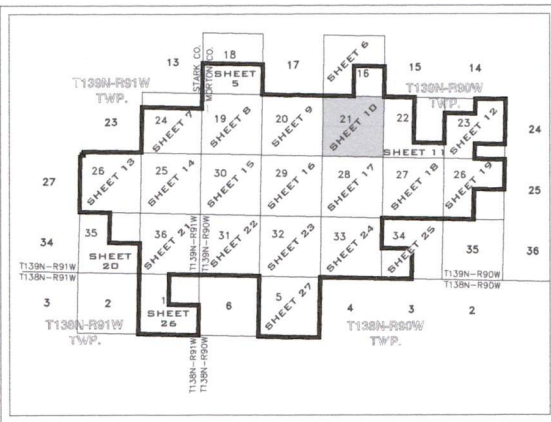 SHEET 6
13
STARK CO.
MORTON CO.
18
SHEET
5
17
16
15
14
T139N-R91W
TWP.
T139N-R90W
TWP.
23
24
SHEET 7
19
SHEET 8
20
SHEET 9
21
SHEET 10
22
SHEET 11
23
SHEET 12
24
27
26
SHEET 13
25
SHEET 14
30
SHEET 15
29
SHEET 16
28
SHEET 17
27
SHEET 18
26
SHEET 19
25
34
35
SHEET
20
36
SHEET 21
T139N-R91W
T139N-R90W
31
SHEET 22
32
SHEET 23
33
SHEET 24
34
SHEET 25
35
36
T139N-R91W
T138N-R91W
T139N-R90W
T138N-R90W
3
2
1
SHEET
26
6
5
SHEET 27
4
3
2
T138N-R91W
TWP.
T138N-R91W
T138N-R90W
T138N-R90W
TWP.